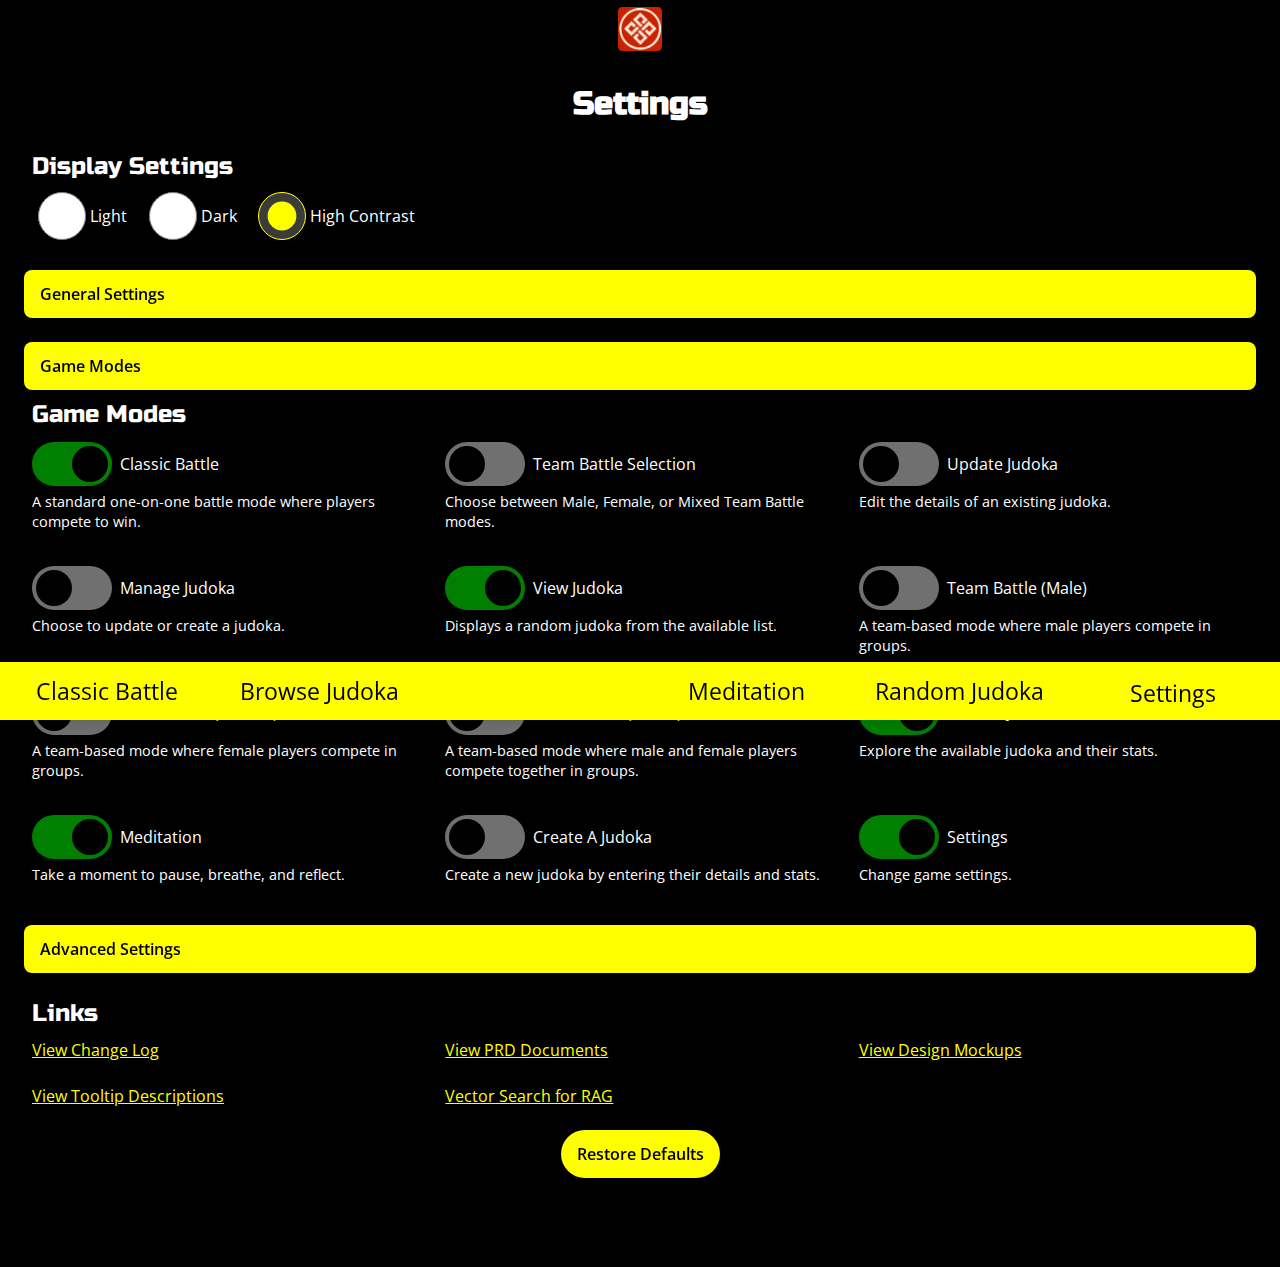 Settings
Display Settings
Light Dark High Contrast
General Settings
Game Modes
Game Modes
Classic Battle
A standard one-on-one battle mode where players
compete to win.
Team Battle Selection
Choose between Male, Female, or Mixed Team Battle
modes.
Update Judoka
Edit the details of an existing judoka.
Manage Judoka
Choose to update or create a judoka.
View Judoka
Displays a random judoka from the available list.
Team Battle (Male)
A team-based mode where male players compete in
groups.
Classic Battle Browse Judoka Meditation Random Judoka Settings
A team-based mode where female players compete in
groups.
A team-based mode where male and female players
compete together in groups.
Explore the available judoka and their stats.
Meditation
Take a moment to pause, breathe, and reflect.
Create A Judoka
Create a new judoka by entering their details and stats.
Settings
Change game settings.
Advanced Settings
Links
View Change Log
View PRD Documents
View Design Mockups
View Tooltip Descriptions
Vector Search for RAG
Restore Defaults